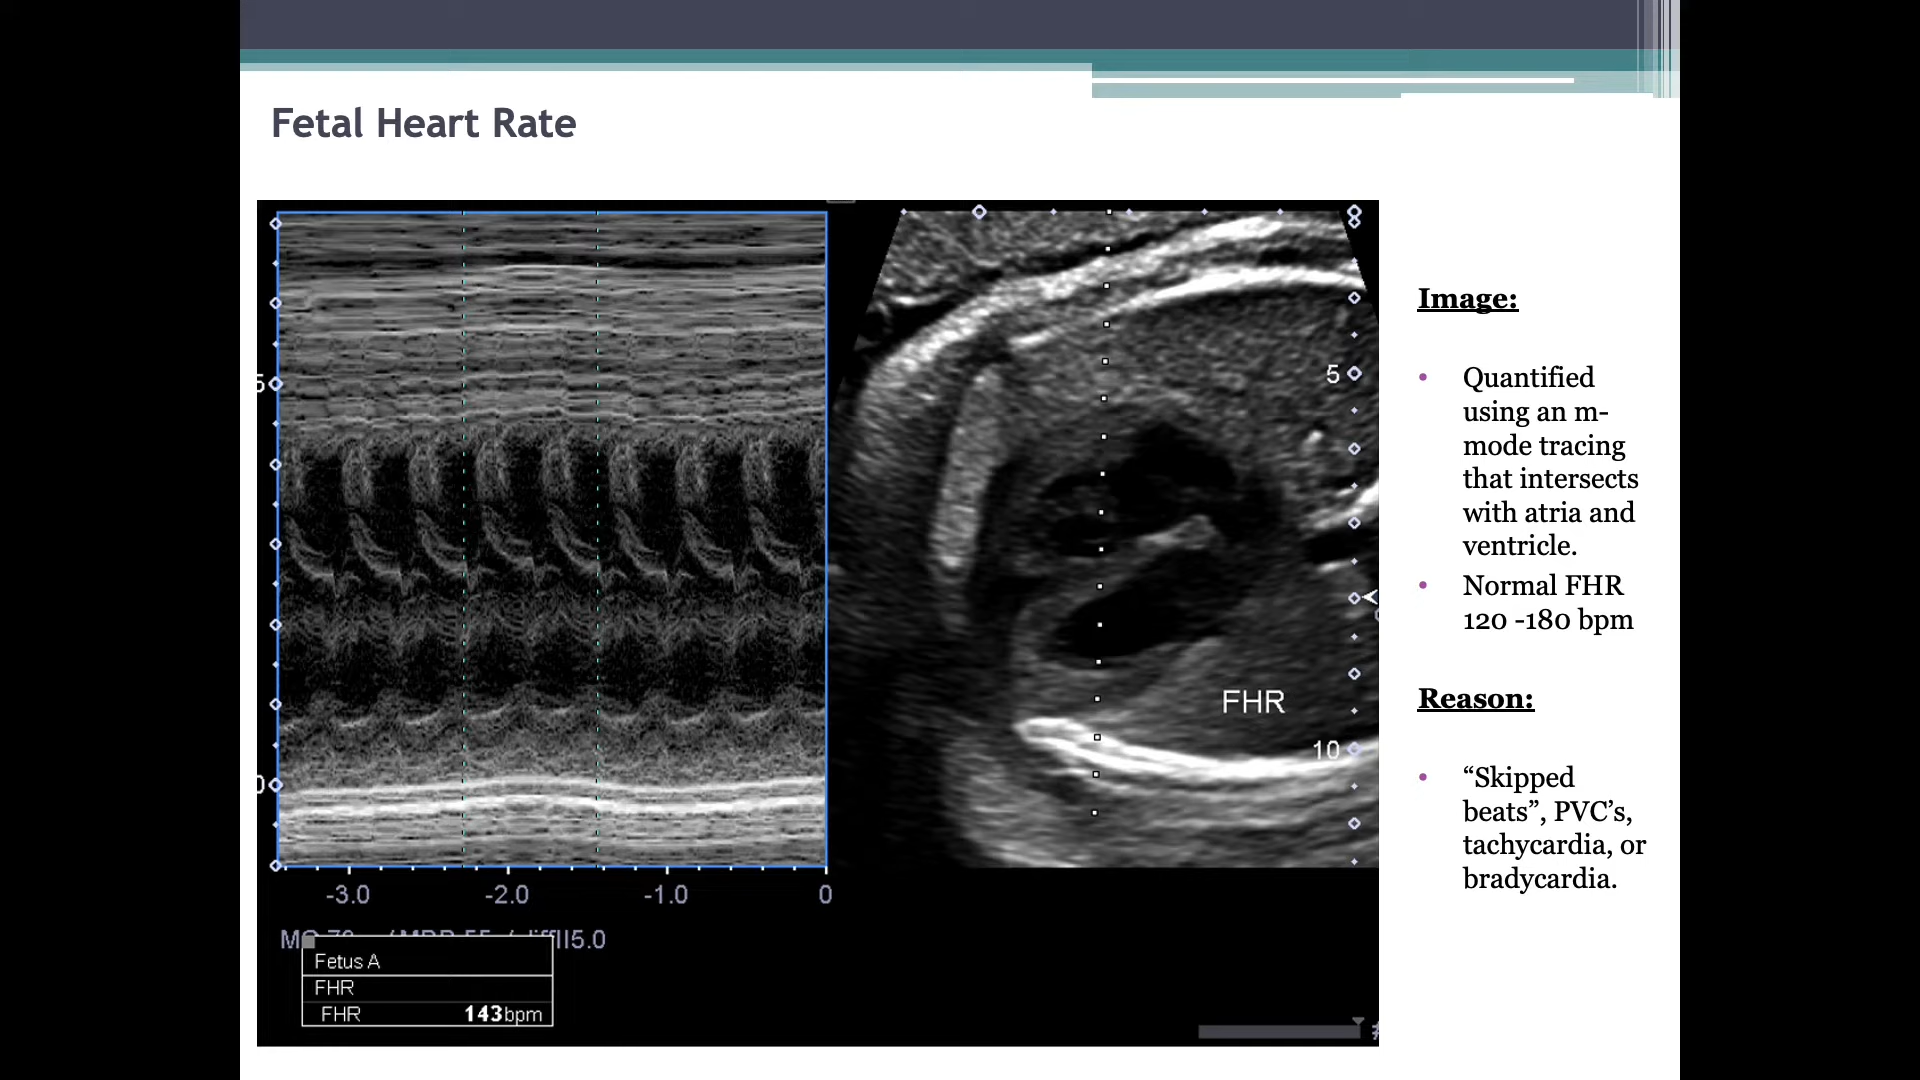 Fetal Heart Rate
5
-3.0 -2.0 -1.0 0
5.0
Fetus A
FHR
FHR 143bpm
5
FHR
10
Image:
• Quantified
using an m-
mode tracing
that intersects
with atria and
ventricle.
• Normal FHR
120 -180 bpm
Reason:
• “Skipped
beats”, PVC’s,
tachycardia, or
bradycardia.